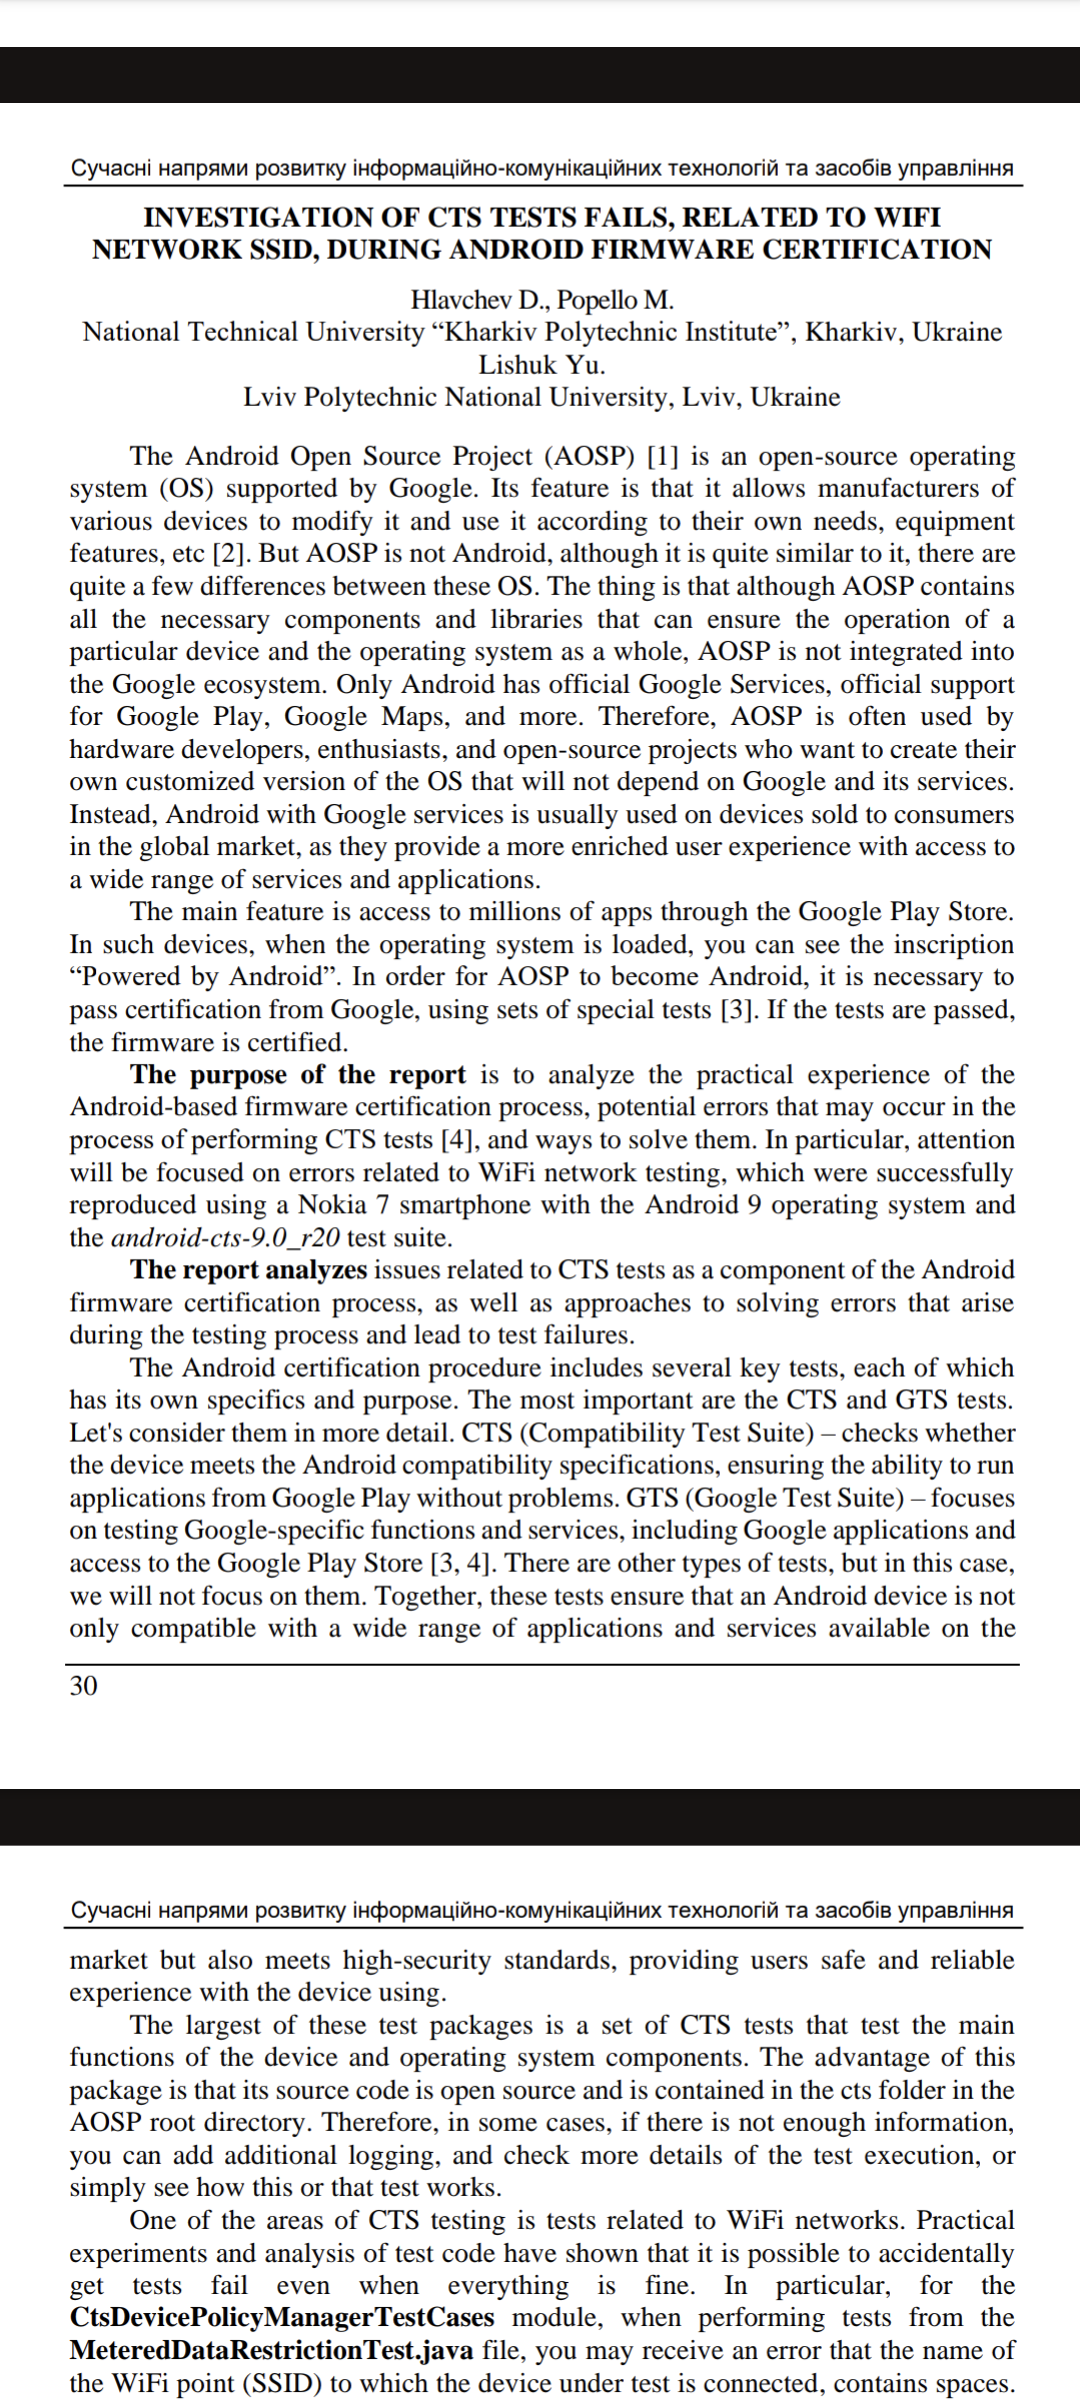 Сучасні напрями розвитку інформаційно-комунікаційних технологій та засобів управління
INVESTIGATION OF CTS TESTS FAILS, RELATED TO WIFI
NETWORK SSID, DURING ANDROID FIRMWARE CERTIFICATION
Hlavchev D., Popello M.
National Technical University “Kharkiv Polytechnic Institute”, Kharkiv, Ukraine
Lishuk Yu.
Lviv Polytechnic National University, Lviv, Ukraine
The Android Open Source Project (AOSP) [1] is an open-source operating
system (OS) supported by Google. Its feature is that it allows manufacturers of
various devices to modify it and use it according to their own needs, equipment
features, etc [2]. But AOSP is not Android, although it is quite similar to it, there are
quite a few differences between these OS. The thing is that although AOSP contains
all the necessary components and libraries that can ensure the operation of a
particular device and the operating system as a whole, AOSP is not integrated into
the Google ecosystem. Only Android has official Google Services, official support
for Google Play, Google Maps, and more. Therefore, AOSP is often used by
hardware developers, enthusiasts, and open-source projects who want to create their
own customized version of the OS that will not depend on Google and its services.
Instead, Android with Google services is usually used on devices sold to consumers
in the global market, as they provide a more enriched user experience with access to
a wide range of services and applications.
The main feature is access to millions of apps through the Google Play Store.
In such devices, when the operating system is loaded, you can see the inscription
“Powered by Android”. In order for AOSP to become Android, it is necessary to
pass certification from Google, using sets of special tests [3]. If the tests are passed,
the firmware is certified.
The purpose of the report is to analyze the practical experience of the
Android-based firmware certification process, potential errors that may occur in the
process of performing CTS tests [4], and ways to solve them. In particular, attention
will be focused on errors related to WiFi network testing, which were successfully
reproduced using a Nokia 7 smartphone with the Android 9 operating system and
the android-cts-9.0_r20 test suite.
The report analyzes issues related to CTS tests as a component of the Android
firmware certification process, as well as approaches to solving errors that arise
during the testing process and lead to test failures.
The Android certification procedure includes several key tests, each of which
has its own specifics and purpose. The most important are the CTS and GTS tests.
Let's consider them in more detail. CTS (Compatibility Test Suite) – checks whether
the device meets the Android compatibility specifications, ensuring the ability to run
applications from Google Play without problems. GTS (Google Test Suite) – focuses
on testing Google-specific functions and services, including Google applications and
access to the Google Play Store [3, 4]. There are other types of tests, but in this case,
we will not focus on them. Together, these tests ensure that an Android device is not
only compatible with a wide range of applications and services available on the
30
Сучасні напрями розвитку інформаційно-комунікаційних технологій та засобів управління
market but also meets high-security standards, providing users safe and reliable
experience with the device using.
The largest of these test packages is a set of CTS tests that test the main
functions of the device and operating system components. The advantage of this
package is that its source code is open source and is contained in the cts folder in the
AOSP root directory. Therefore, in some cases, if there is not enough information,
you can add additional logging, and check more details of the test execution, or
simply see how this or that test works.
One of the areas of CTS testing is tests related to WiFi networks. Practical
experiments and analysis of test code have shown that it is possible to accidentally
get tests fail even when everything is fine. In particular, for the
CtsDevicePolicyManagerTestCases module, when performing tests from the
MeteredDataRestrictionTest.java file, you may receive an error that the name of
the WiFi point (SSID) to which the device under test is connected, contains spaces.